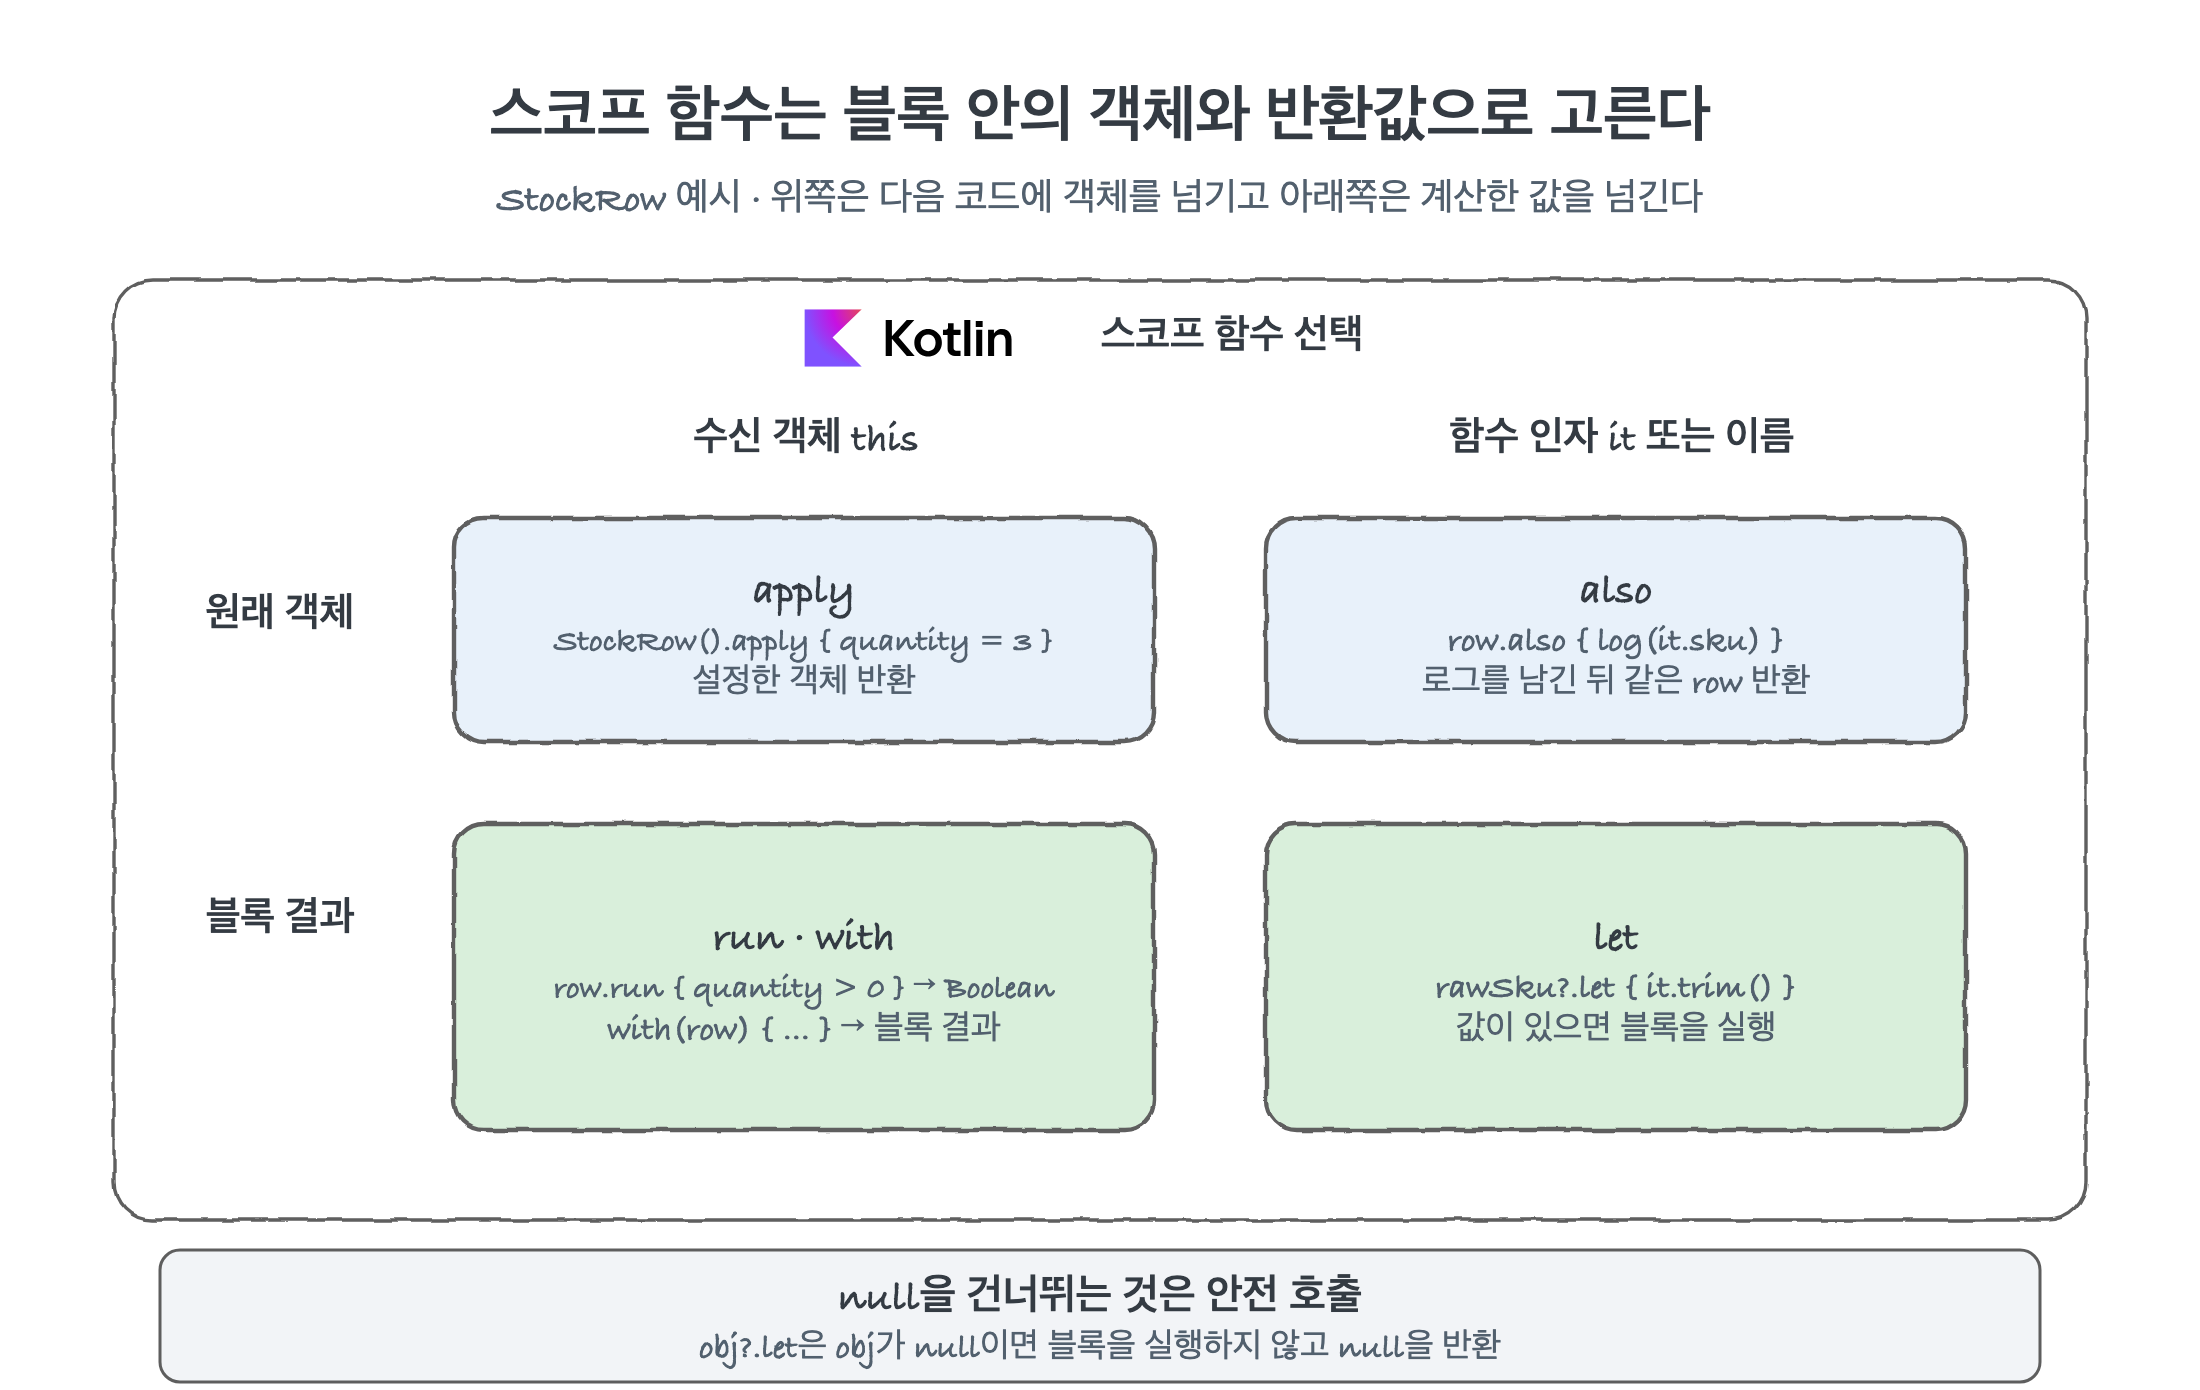 스코프 함수는 블록 안의 객체와 반환값으로 고른다
StockRow 예시 · 위쪽은 다음 코드에 객체를 넘기고 아래쪽은 계산한 값을 넘긴다
Kotlin 스코프 함수 선택
수신 객체 this
함수 인자 it 또는 이름
원래 객체
apply
StockRow().apply { quantity = 3 }
설정한 객체 반환
also
row.also { log(it.sku) }
로그를 남긴 뒤 같은 row 반환
블록 결과
run · with
row.run { quantity > 0 } → Boolean
with(row) { ... } → 블록 결과
let
rawSku?.let { it.trim() }
값이 있으면 블록을 실행
null을 건너뛰는 것은 안전 호출
obj?.let은 obj가 null이면 블록을 실행하지 않고 null을 반환